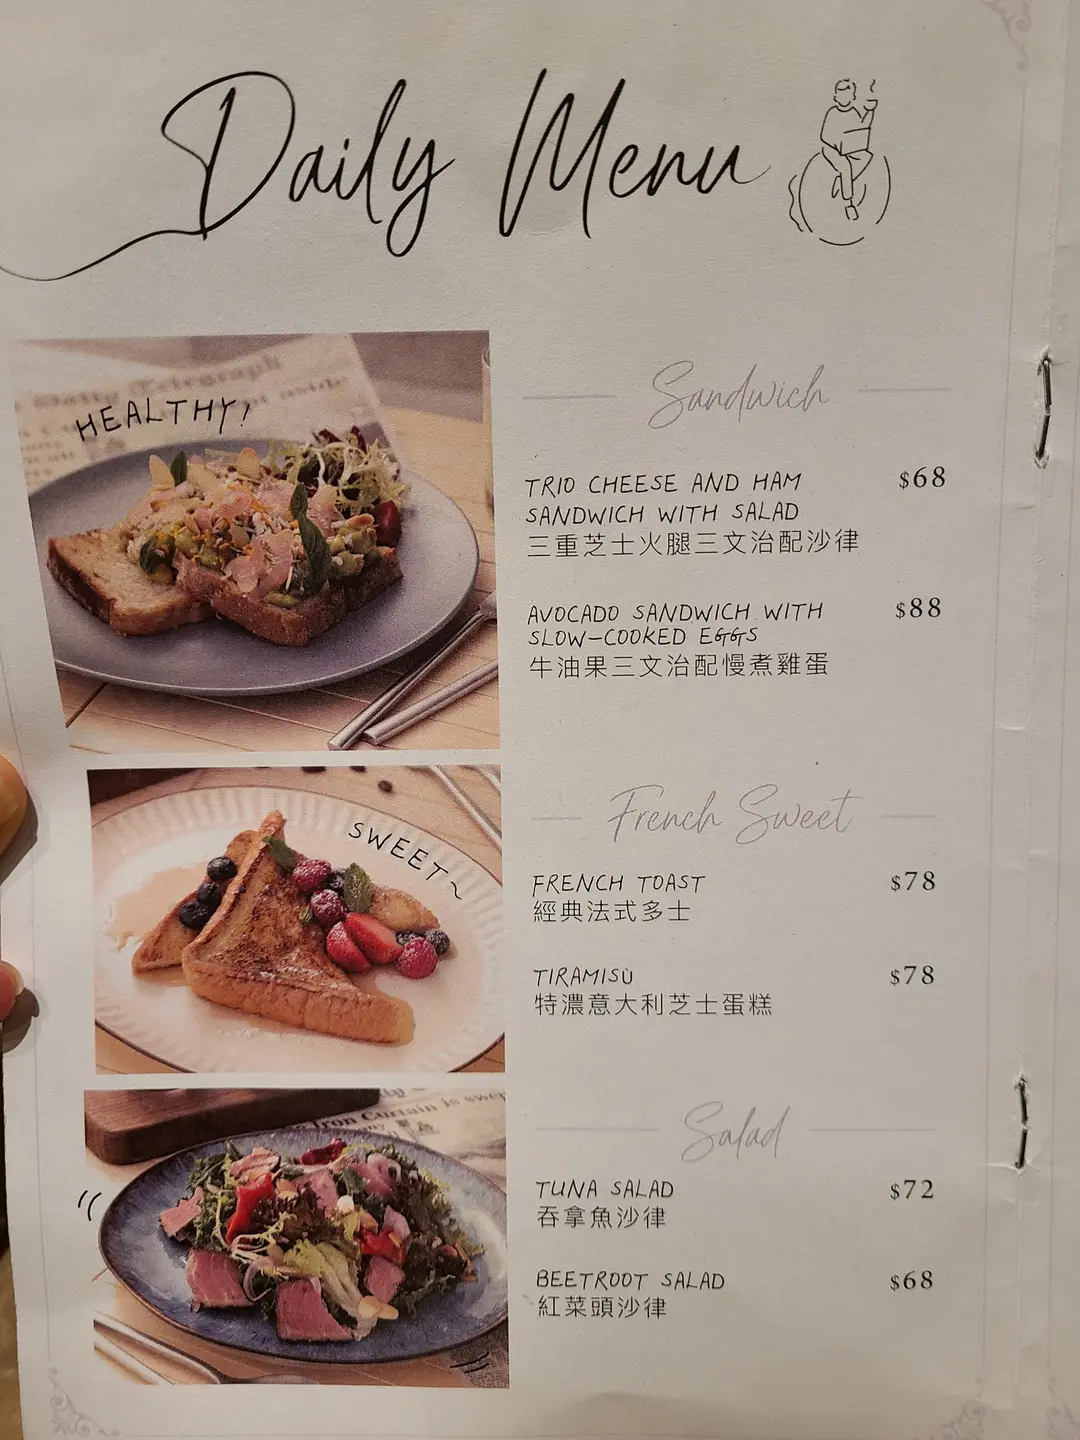 Daily Menu
HEALTHY!
Sandwich
TRIO CHEESE AND HAM $68
SANDWICH WITH SALAD
三重芝士火腿三文治配沙律
AVOCADO SANDWICH WITH $88
SLOW-COOKED EGGS
牛油果三文治配慢煮雞蛋
SWEET~
French Sweet
FRENCH TOAST $78
經典法式多士
TIRAMISÙ $78
特濃意大利芝士蛋糕
Iron Curtain is
Salad
TUNA SALAD $72
吞拿魚沙律
BEETROOT SALAD $68
紅菜頭沙律